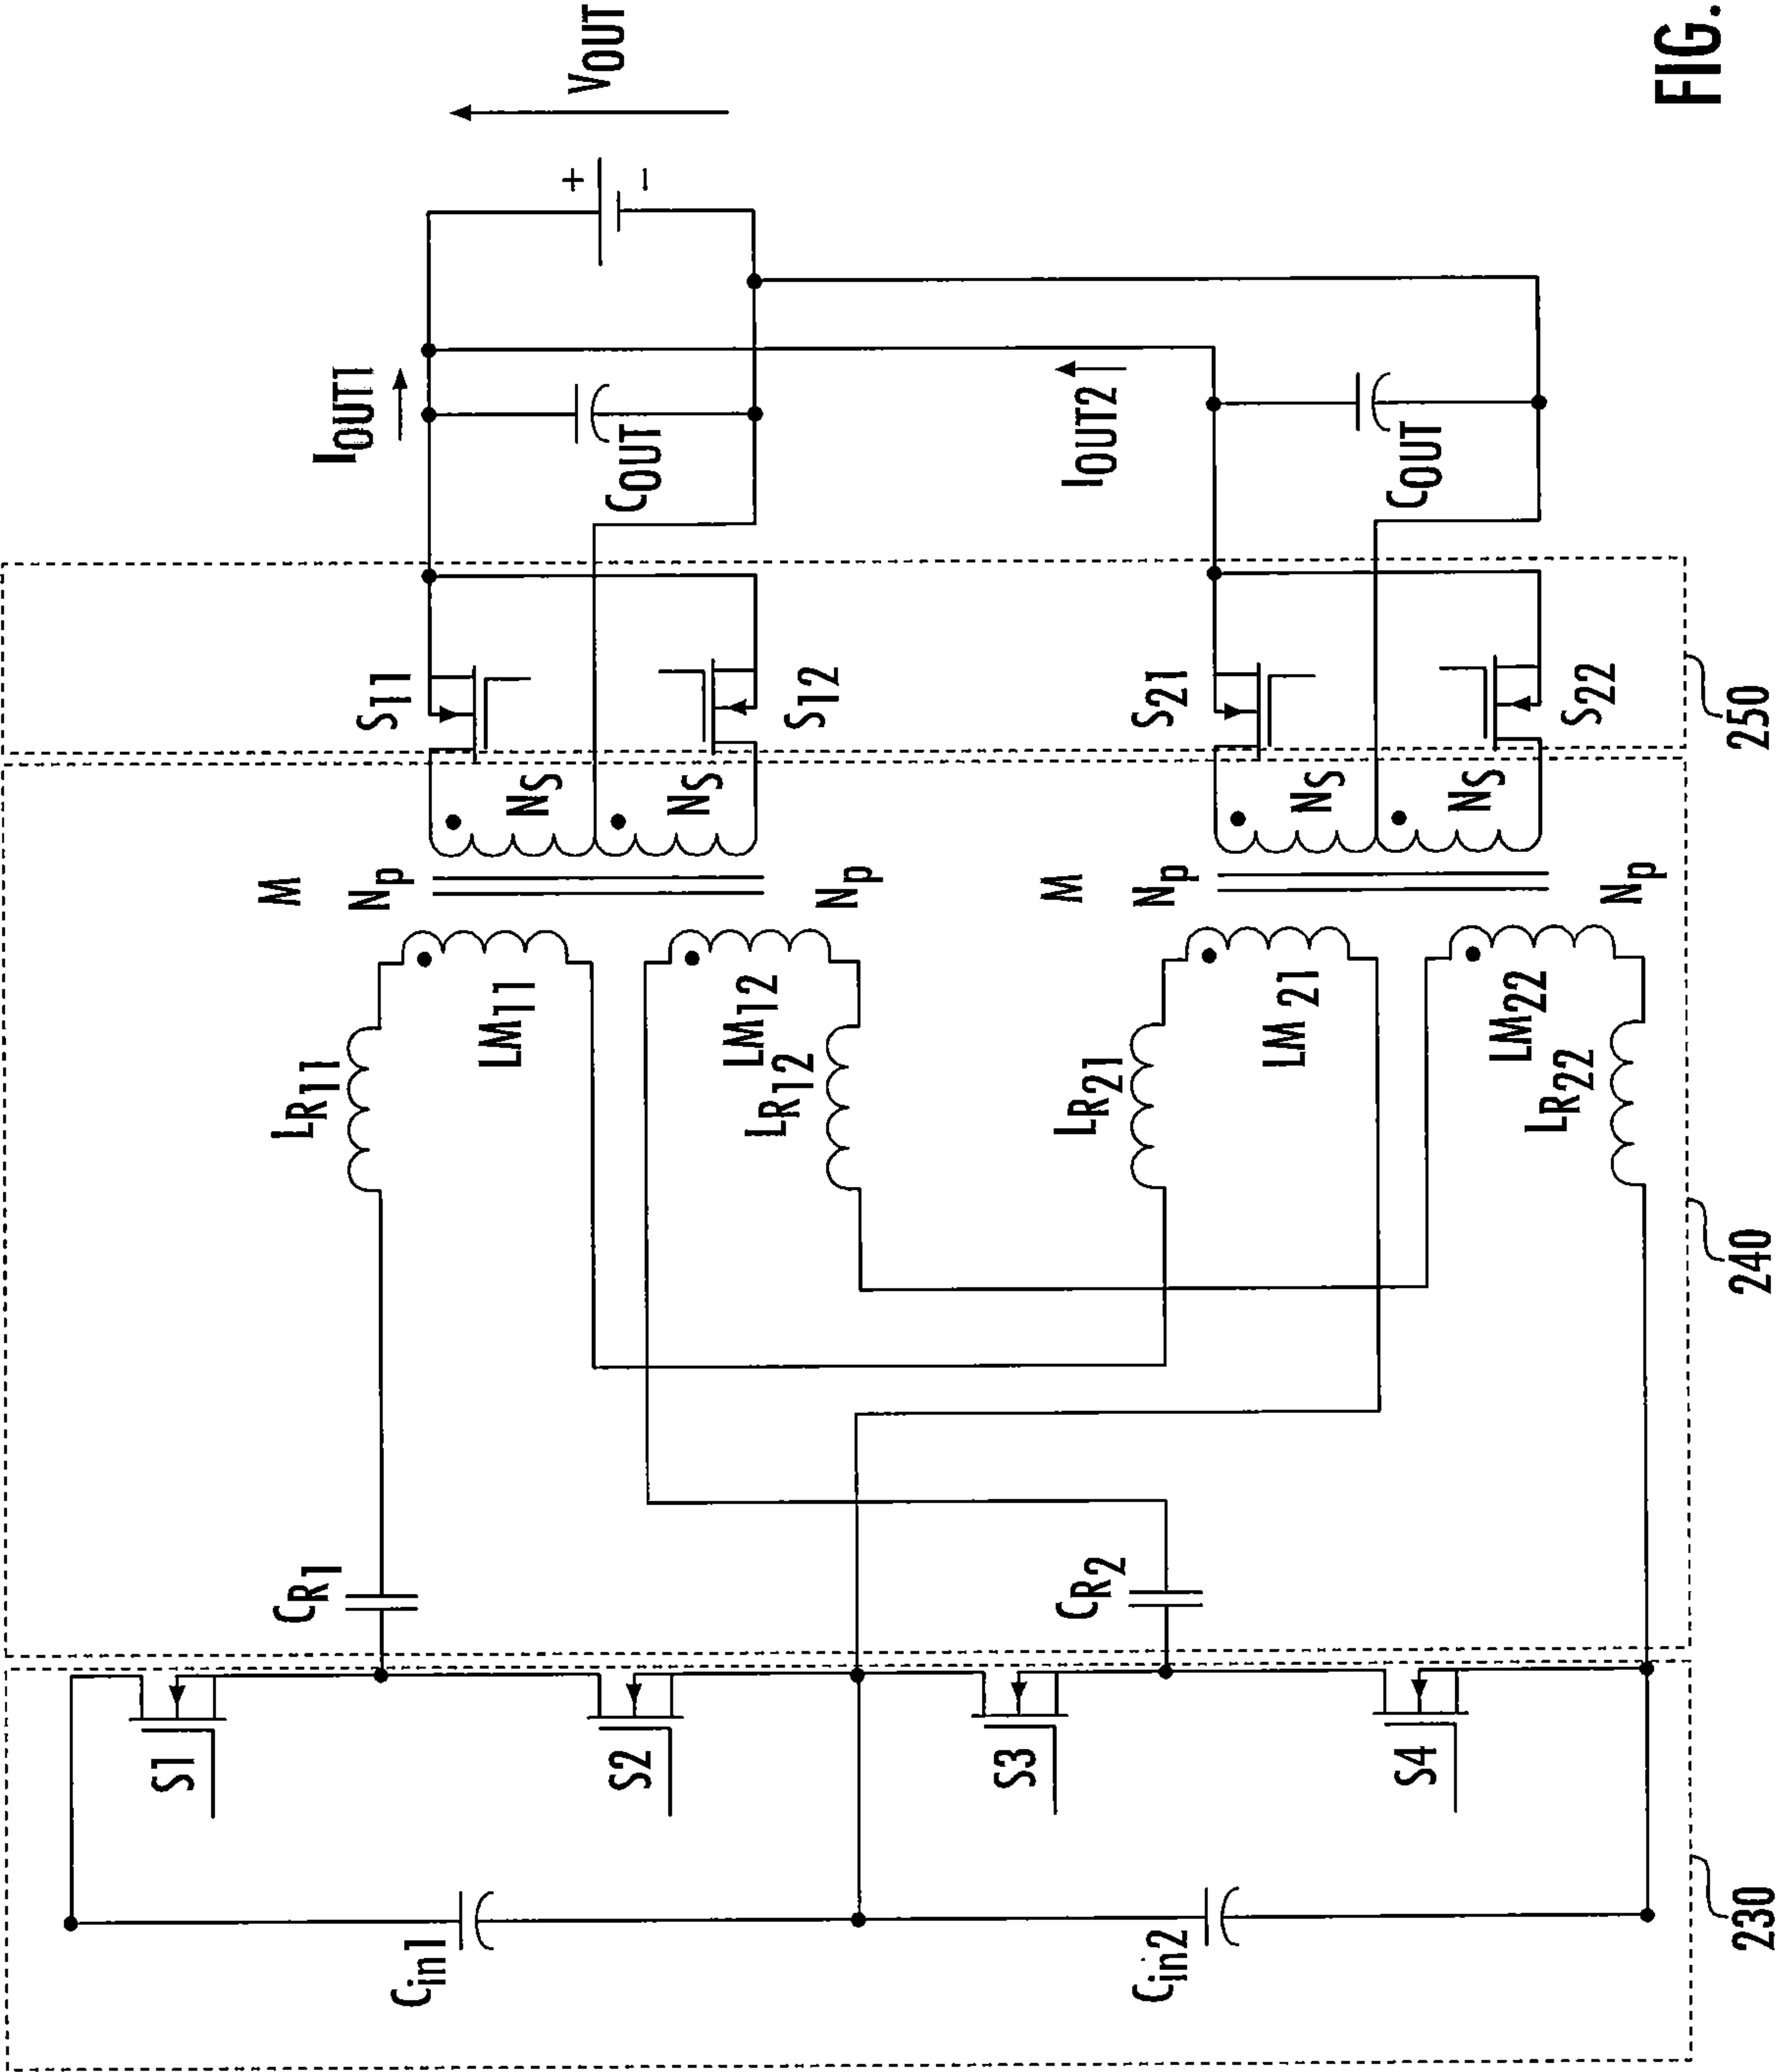 Cin1
Cin2
S1
S2
S3
S4
230
CR1
CR2
LR11
LR12
LR21
LR22
LM11
LM12
LM 21
LM22
M
NP
NP
M
NP
NP
240
NS
NS
NS
NS
S11
S12
S21
S22
250
IOUT1
COUT
IOUT2
COUT
+
−
VOUT
FIG.